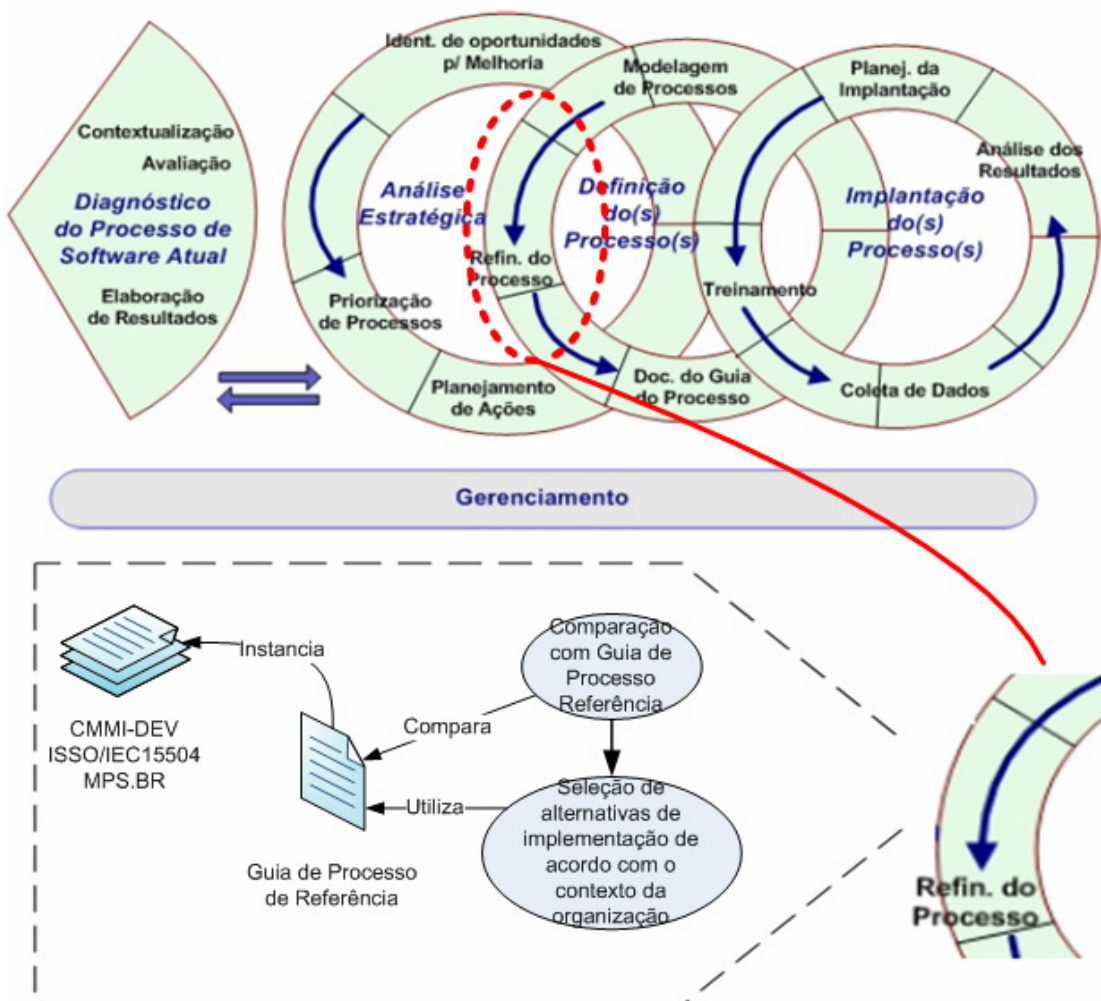 Contextualização
Avaliação
Diagnóstico
do Processo de
Software Atual
Elaboração
de Resultados
Ident. de oportunidades
p/ Melhoria
Análise
Estratégica
Priorização
de Processos
Planejamento
de Ações
Modelagem
de Processos
Definição
do(s)
Processo(s)
Refin. do
Processo
Doc. do Guia
do Processo
Planej. da
Implantação
Análise dos
Resultados
Implantação
do(s)
Processo(s)
Treinamento
Coleta de Dados
Gerenciamento
Instancia
CMMI-DEV
ISSO/IEC15504
MPS.BR
Comparação
com Guia de
Processo
Referência
Compara
Utiliza
Guia de Processo
de Referência
Seleção de
alternativas de
implementação de
acordo com o
contexto da
organização
Refin. do
Processo